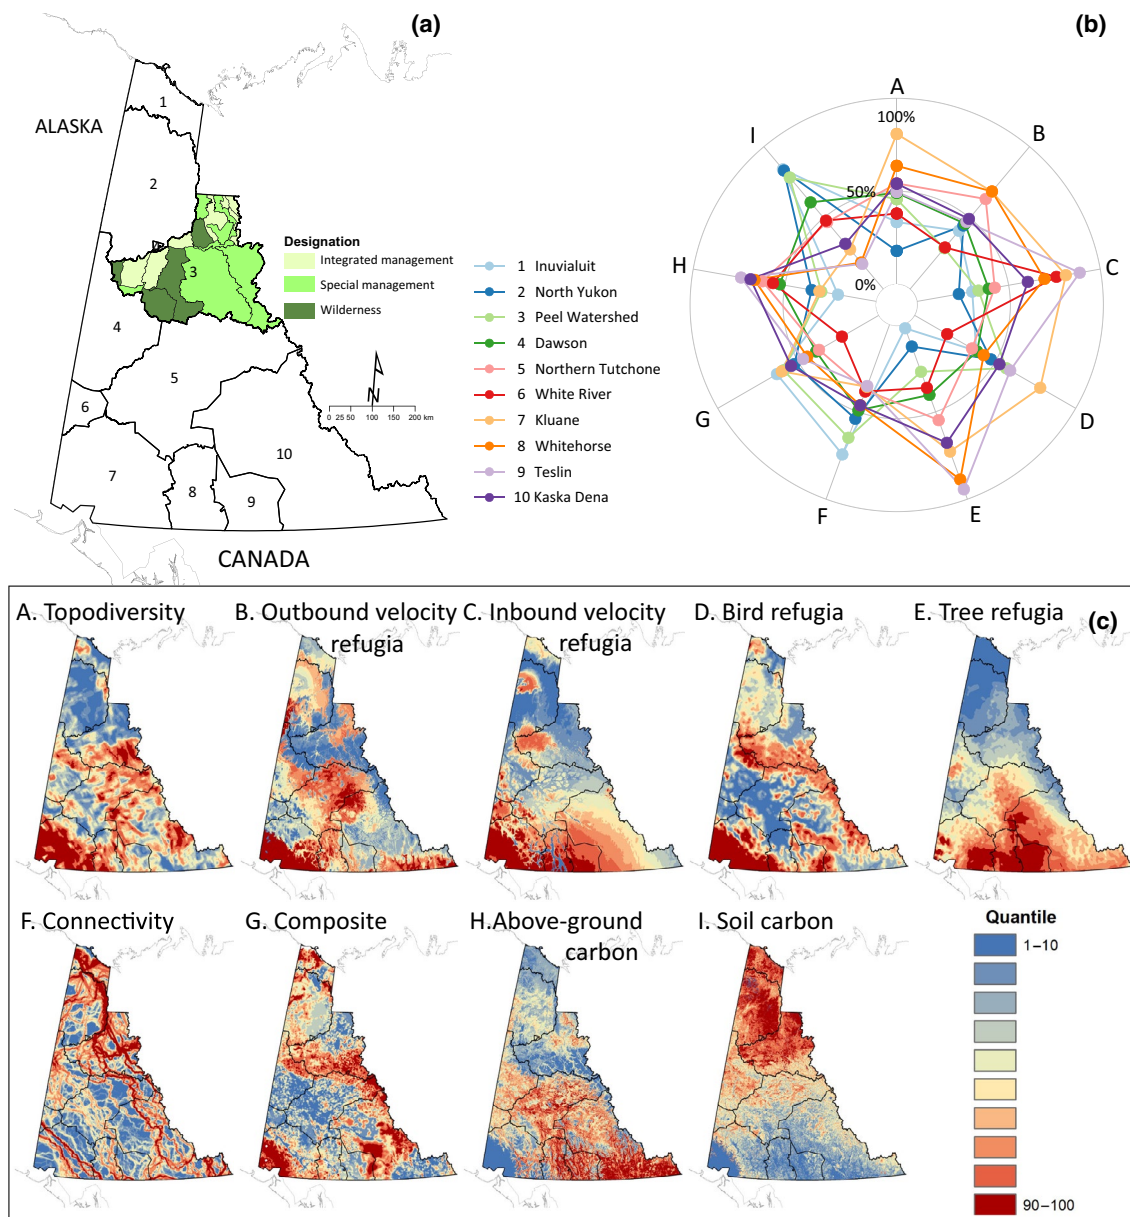 (a)
ALASKA
1
2
3
4
5
6
7
8
9
10
Designation
Integrated management
Special management
Wilderness
N
0 25 50 100 150 200 km
CANADA
(b)
A
B
C
D
E
F
G
H
I
100%
50%
0%
1 Inuvialuit
2 North Yukon
3 Peel Watershed
4 Dawson
5 Northern Tutchone
6 White River
7 Kluane
8 Whitehorse
9 Teslin
10 Kaska Dena
(c)
A. Topodiversity
B. Outbound velocity
refugia
C. Inbound velocity
refugia
D. Bird refugia
E. Tree refugia
F. Connectivity
G. Composite
H.Above-ground
carbon
I. Soil carbon
Quantile
1–10
90–100